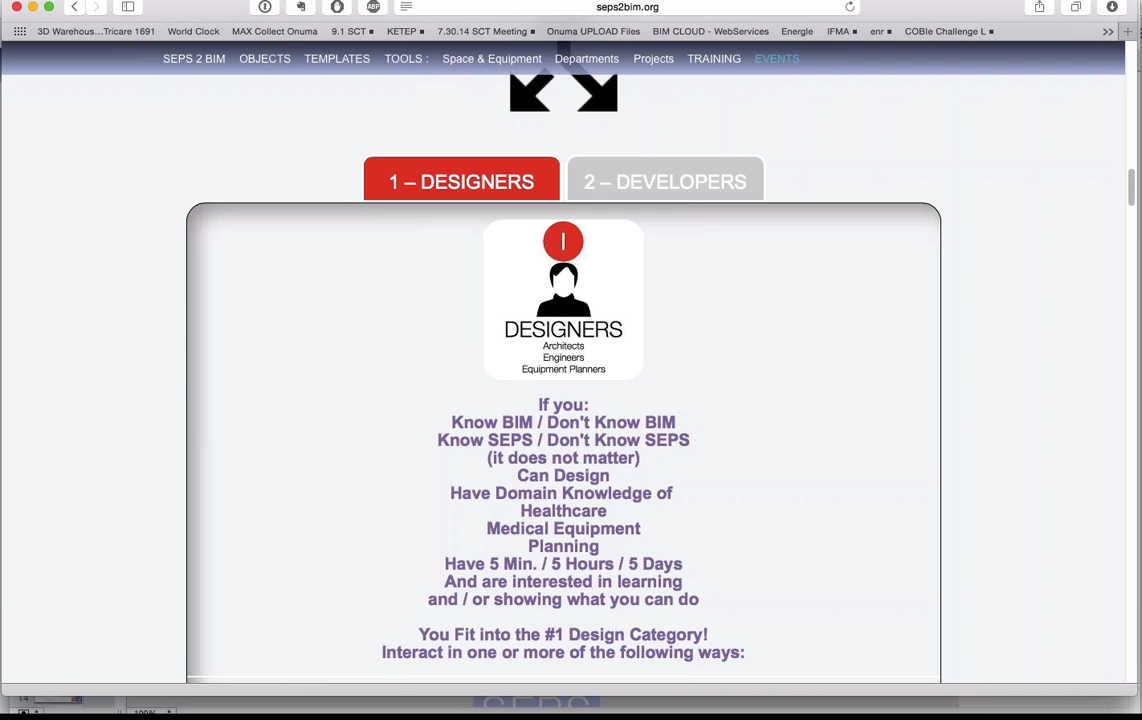 seps2bim.org
3D Warehous...Tricare 1691 World Clock MAX Collect Onuma 9.1 SCT KETEP 7.30.14 SCT Meeting Onuma UPLOAD Files BIM CLOUD - WebServices Energle IFMA enr COBie Challenge L
ABP
SEPS 2 BIM OBJECTS TEMPLATES TOOLS : Space & Equipment Departments Projects TRAINING EVENTS
1 – DESIGNERS 2 – DEVELOPERS
I
DESIGNERS
Architects
Engineers
Equipment Planners
If you:
Know BIM / Don't Know BIM
Know SEPS / Don't Know SEPS
(it does not matter)
Can Design
Have Domain Knowledge of
Healthcare
Medical Equipment
Planning
Have 5 Min. / 5 Hours / 5 Days
And are interested in learning
and / or showing what you can do
You Fit into the #1 Design Category!
Interact in one or more of the following ways: